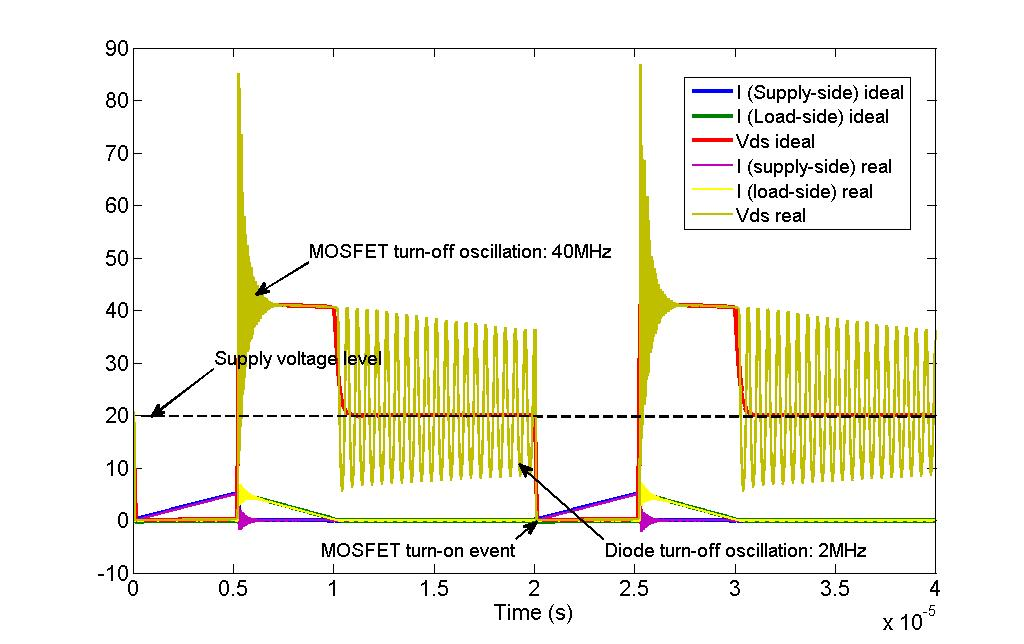 90
80
70
60
50
40
30
20
10
0
-10
I (Supply-side) ideal
I (Load-side) ideal
Vds ideal
I (supply-side) real
I (load-side) real
Vds real
MOSFET turn-off oscillation: 40MHz
Supply voltage level
MOSFET turn-on event
Diode turn-off oscillation: 2MHz
0 0.5 1 1.5 2 2.5 3 3.5 4
Time (s)
x 10-5